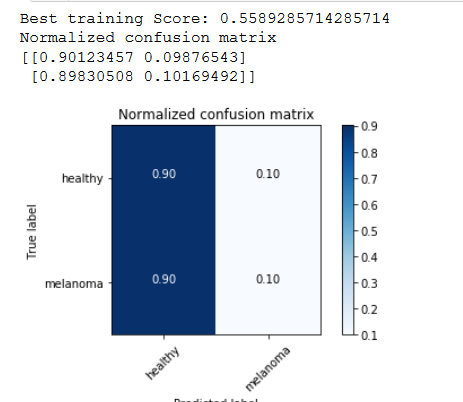 Best training Score: 0.5589285714285714
Normalized confusion matrix
[[0.90123457 0.09876543]
[0.89830508 0.10169492]]
Normalized confusion matrix
0.9
0.8
healthy 0.90 0.10
0.7
0.6
True label
0.5
0.4
melanoma 0.90 0.10
0.3
0.2
0.1
healthy melanoma
Predicted label